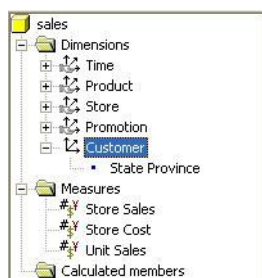 sales
Dimensions
Time
Product
Store
Promotion
Customer
State Province
Measures
Store Sales
Store Cost
Unit Sales
Calculated members